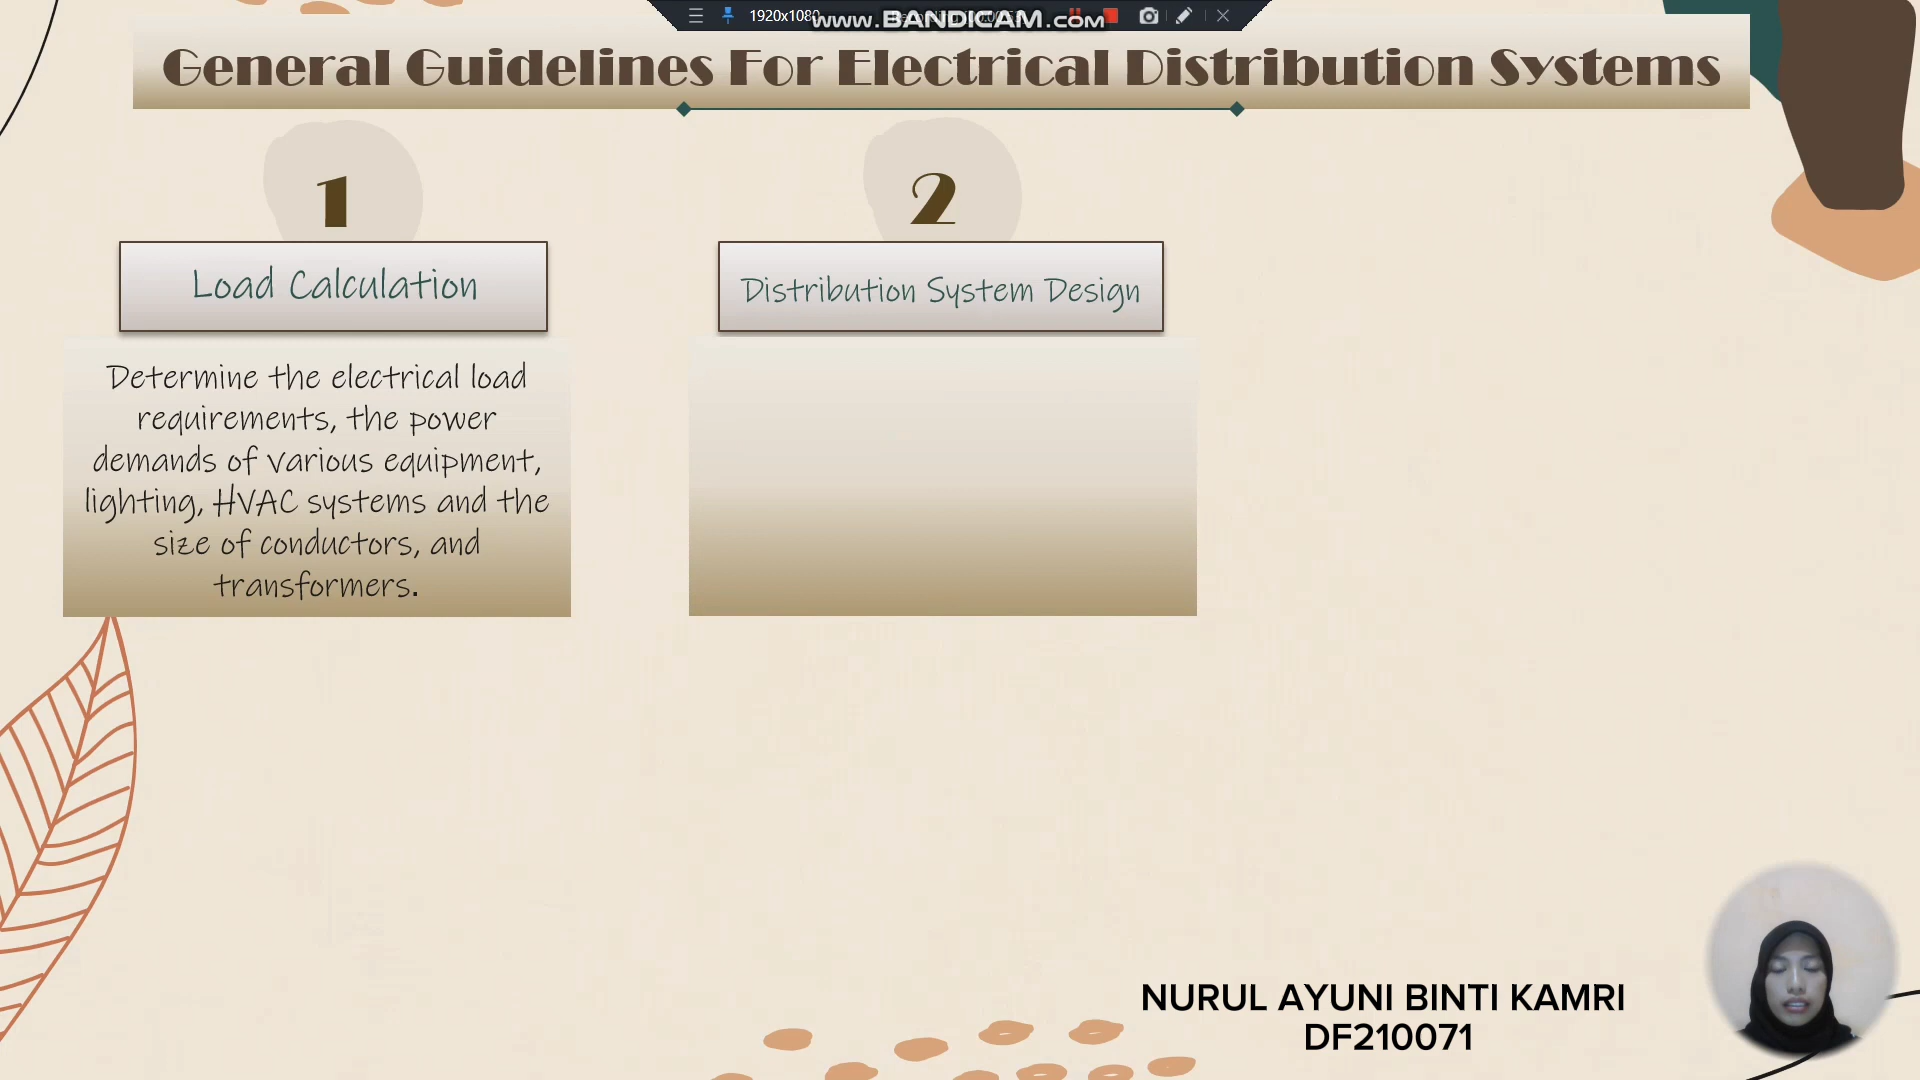 1920x1080
www.BANDICAM.com
General Guidelines For Electrical Distribution Systems
1
2
Load Calculation
Distribution System Design
Determine the electrical load
requirements, the power
demands of various equipment,
lighting, HVAC systems and the
size of conductors, and
transformers.
NURUL AYUNI BINTI KAMRI
DF210071